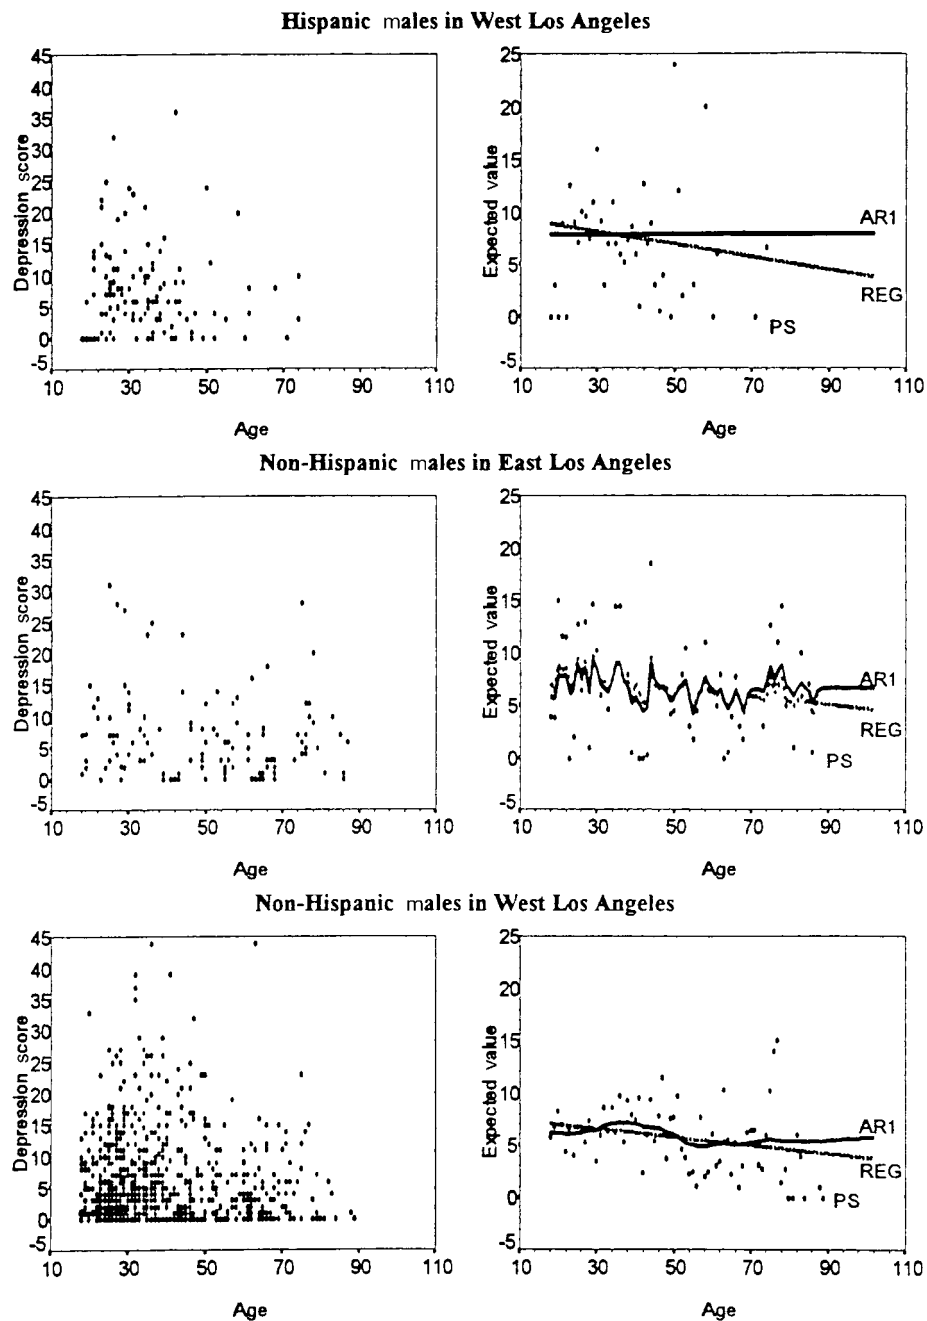 Hispanic males in West Los Angeles
Depression score
45
40
35
30
25
20
15
10
5
0
-5
10 30 50 70 90 110
Age
Expected value
25
20
15
10
5
0
-5
AR1
REG
PS
10 30 50 70 90 110
Age
Non-Hispanic males in East Los Angeles
Depression score
45
40
35
30
25
20
15
10
5
0
-5
10 30 50 70 90 110
Age
Expected value
25
20
15
10
5
0
-5
AR1
REG
PS
10 30 50 70 90 110
Age
Non-Hispanic males in West Los Angeles
Depression score
45
40
35
30
25
20
15
10
5
0
-5
10 30 50 70 90 110
Age
Expected value
25
20
15
10
5
0
-5
AR1
REG
PS
10 30 50 70 90 110
Age